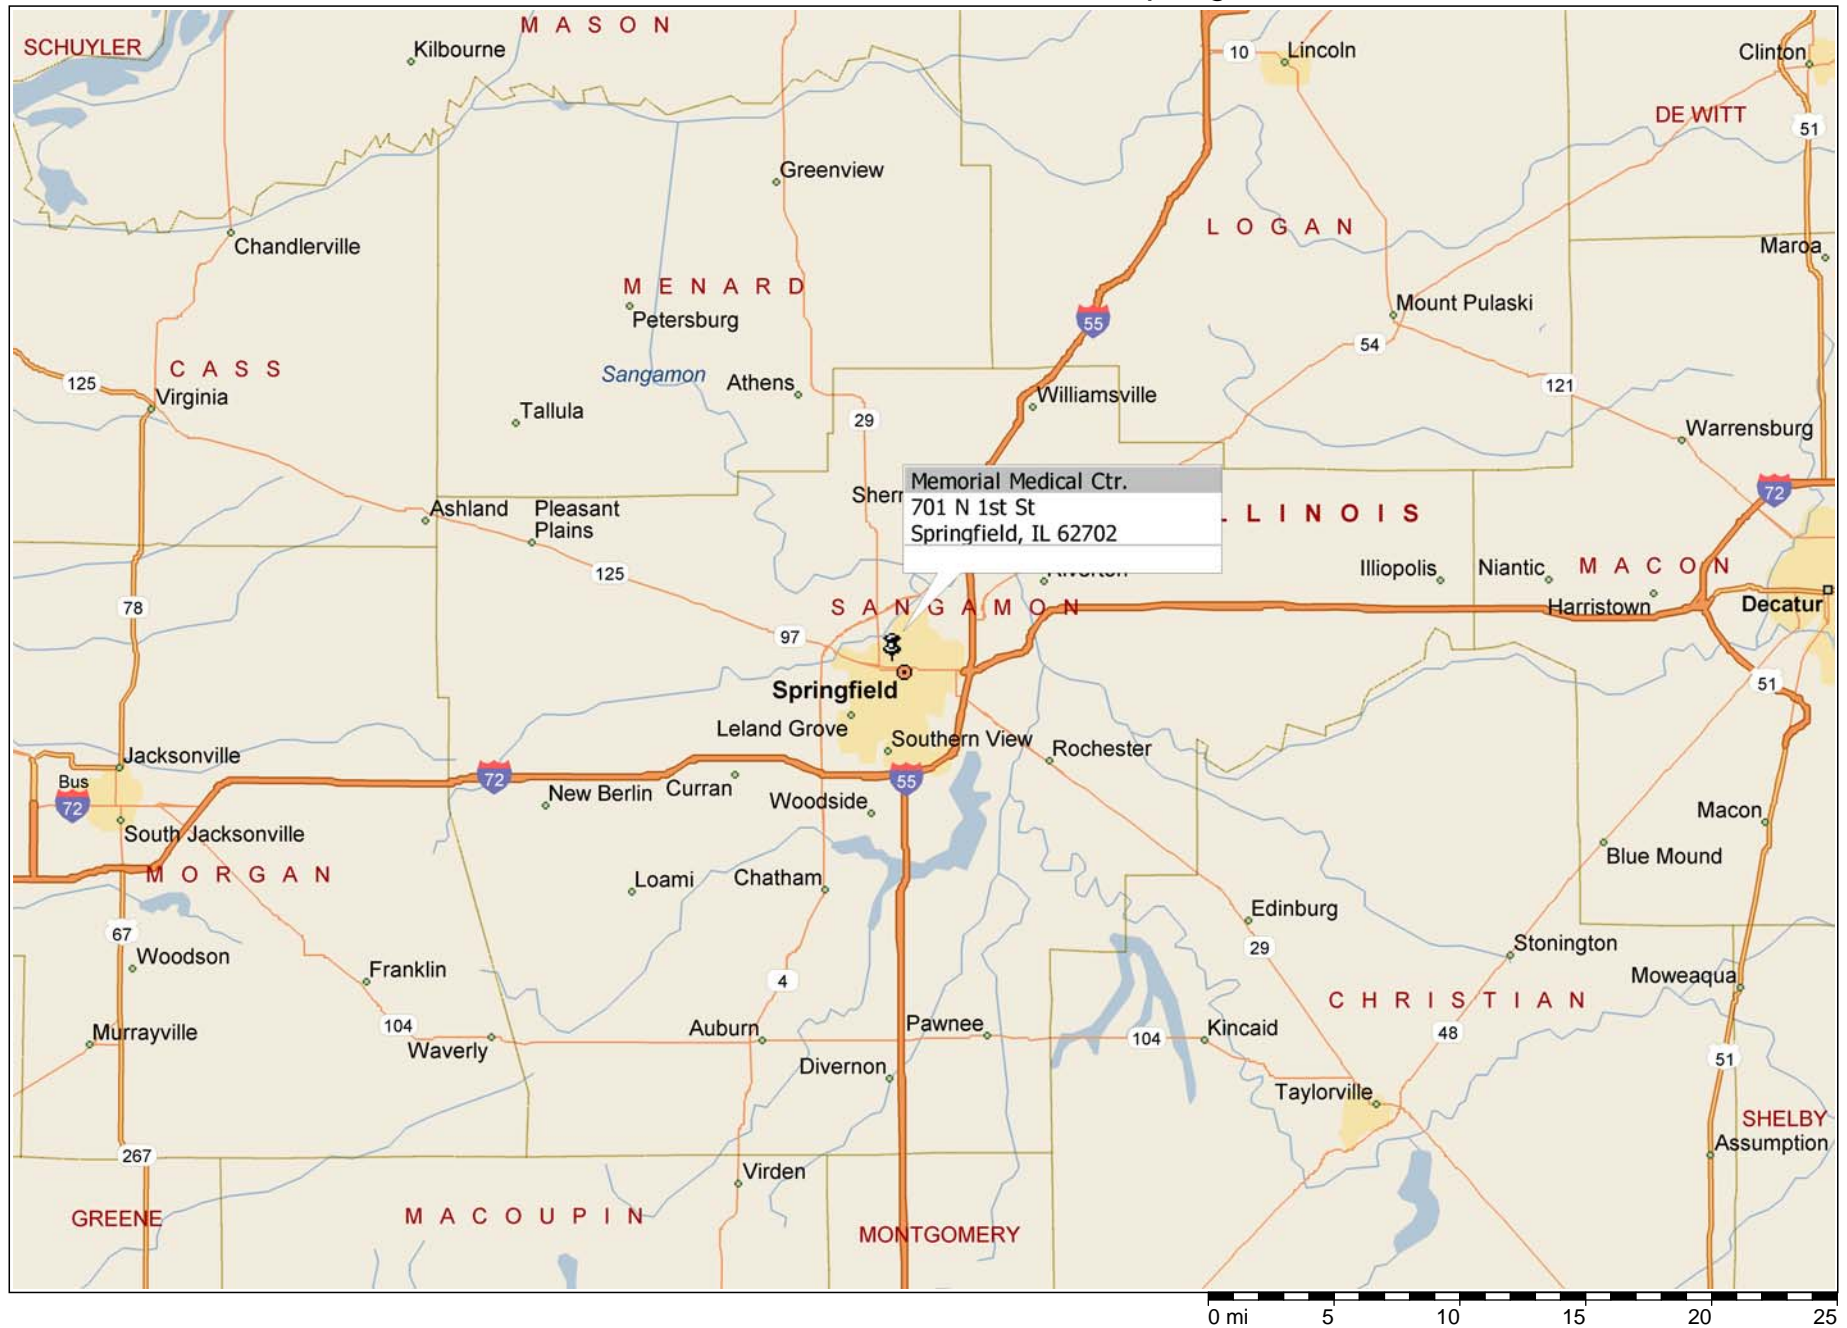 MASON
SCHUYLER
Kilbourne
10
Lincoln
Clinton
DE WITT
51
Greenview
LOGAN
Chandlerville
Maroa
MENARD
Petersburg
Mount Pulaski
55
54
CASS
125
Virginia
Sangamon
Athens
121
Williamsville
Tallula
29
Warrensburg
Memorial Medical Ctr.
701 N 1st St
Springfield, IL 62702
72
Ashland
Pleasant
Plains
LLINOIS
125
Illiopolis
Niantic
MACON
Harristown
Decatur
78
SANGAMON
97
Springfield
51
Leland Grove
Southern View
Rochester
Jacksonville
Bus
72
72
New Berlin
Curran
55
Woodside
South Jacksonville
Macon
Blue Mound
MORGAN
Loami
Chatham
Edinburg
67
29
Woodson
Stonington
Franklin
4
Moweaqua
CHRISTIAN
Murrayville
104
Waverly
Auburn
Pawnee
104
Kincaid
48
51
Divernon
Taylorville
SHELBY
Assumption
267
Virden
GREENE
MACOUPIN
MONTGOMERY
0 mi 5 10 15 20 25